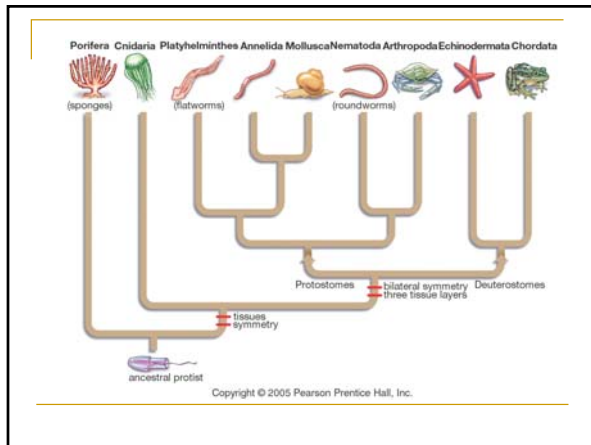 Porifera Cnidaria Platyhelminthes Annelida Mollusca Nematoda Arthropoda Echinodermata Chordata
(sponges) (flatworms) (roundworms)
Protostomes bilateral symmetry Deuterostomes
three tissue layers
tissues
symmetry
ancestral protist
Copyright © 2005 Pearson Prentice Hall, Inc.